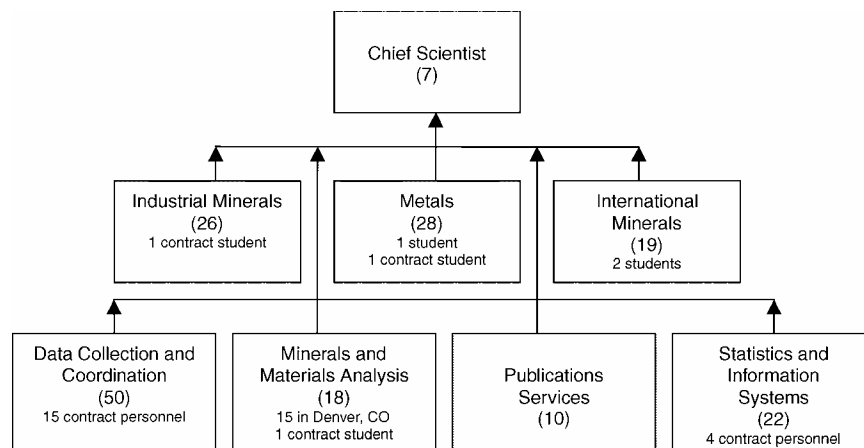 Chief Scientist
(7)
Industrial Minerals
(26)
1 contract student
Metals
(28)
1 student
1 contract student
International
Minerals
(19)
2 students
Data Collection and
Coordination
(50)
15 contract personnel
Minerals and
Materials Analysis
(18)
15 in Denver, CO
1 contract student
Publications
Services
(10)
Statistics and
Information
Systems
(22)
4 contract personnel